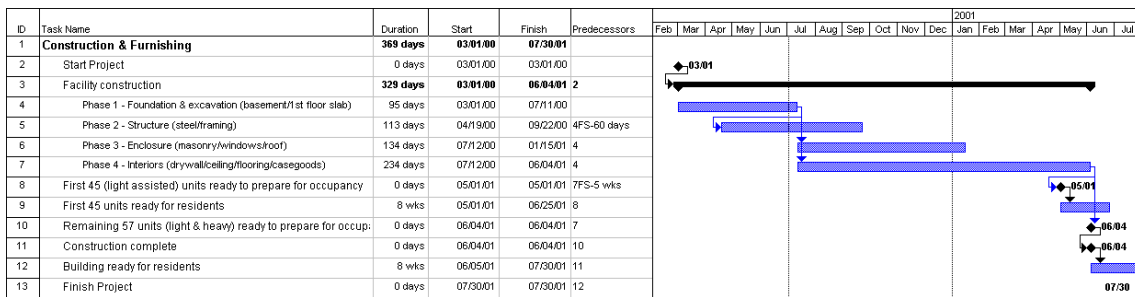 2001
ID Task Name Duration Start Finish Predecessors Feb Mar Apr May Jun Jul Aug Sep Oct Nov Dec Jan Feb Mar Apr May Jun Jul
1 Construction & Furnishing 369 days 03/01/00 07/30/01
2 Start Project 0 days 03/01/00 03/01/00 03/01
3 Facility construction 329 days 03/01/00 06/04/01 2
4 Phase 1 - Foundation & excavation (basement/1st floor slab) 95 days 03/01/00 07/11/00
5 Phase 2 - Structure (steel/framing) 113 days 04/19/00 09/22/00 4FS-60 days
6 Phase 3 - Enclosure (masonry/windows/roof) 134 days 07/12/00 01/15/01 4
7 Phase 4 - Interiors (drywall/ceiling/flooring/casegoods) 234 days 07/12/00 06/04/01 4
8 First 45 (light assisted) units ready to prepare for occupancy 0 days 05/01/01 05/01/01 7FS-5 wks 05/01
9 First 45 units ready for residents 8 wks 05/01/01 06/25/01 8
10 Remaining 57 units (light & heavy) ready to prepare for occup 0 days 06/04/01 06/04/01 7 06/04
11 Construction complete 0 days 06/04/01 06/04/01 10 06/04
12 Building ready for residents 8 wks 06/05/01 07/30/01 11
13 Finish Project 0 days 07/30/01 07/30/01 12 07/30